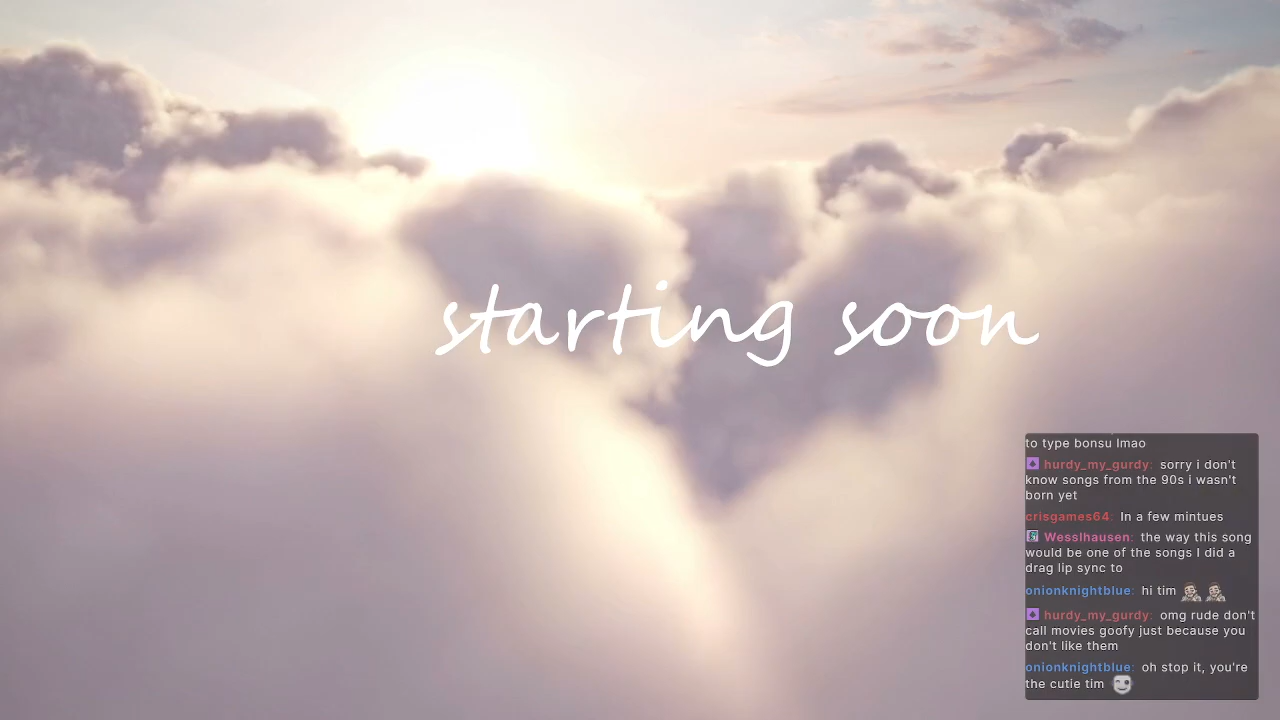 starting soon
to type bonsu lmao
hurdy_my_gurdy: sorry i don't
know songs from the 90s i wasn't
born yet
crisgames64: In a few mintues
Wesslhausen: the way this song
would be one of the songs I did a
drag lip sync to
onionknightblue: hi tim
hurdy_my_gurdy: omg rude don't
call movies goofy just because you
don't like them
onionknightblue: oh stop it, you're
the cutie tim